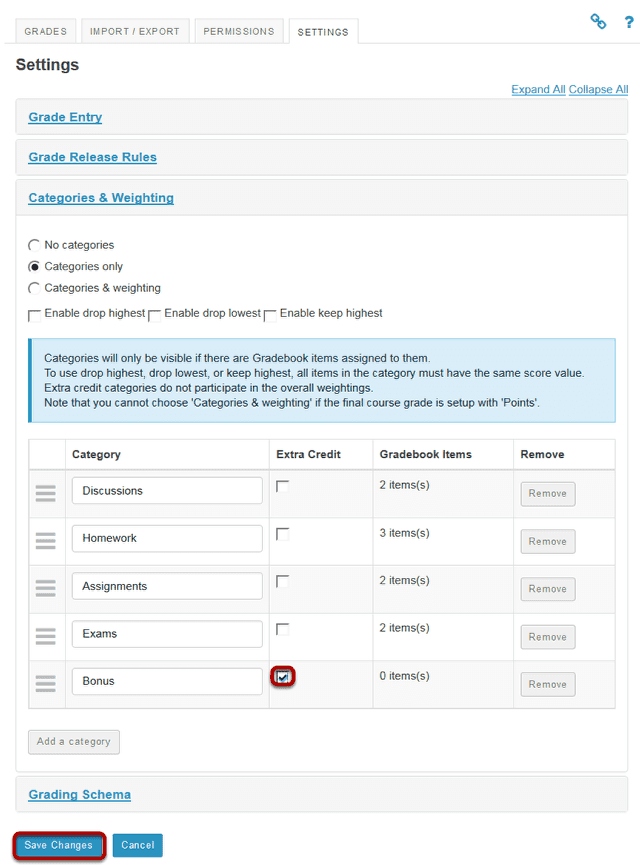 GRADES IMPORT / EXPORT PERMISSIONS SETTINGS ?
Settings
Expand All Collapse All
Grade Entry
Grade Release Rules
Categories & Weighting
No categories
Categories only
Categories & weighting
Enable drop highest Enable drop lowest Enable keep highest
Categories will only be visible if there are Gradebook items assigned to them.
To use drop highest, drop lowest, or keep highest, all items in the category must have the same score value.
Extra credit categories do not participate in the overall weightings.
Note that you cannot choose 'Categories & weighting' if the final course grade is setup with 'Points'.
Category Extra Credit Gradebook Items Remove
Discussions 2 items(s) Remove
Homework 3 items(s) Remove
Assignments 2 items(s) Remove
Exams 2 items(s) Remove
Bonus 0 items(s) Remove
Add a category
Grading Schema
Save Changes Cancel